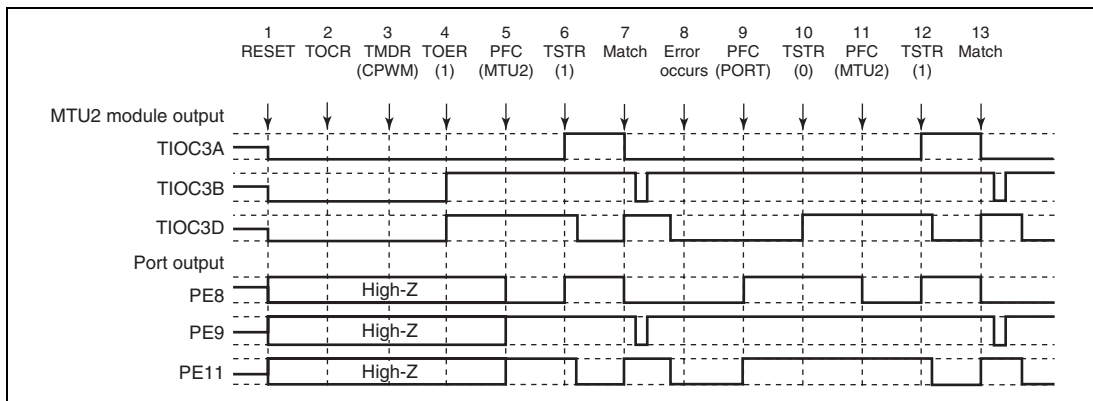 1 2 3 4 5 6 7 8 9 10 11 12 13
RESET TOCR TMDR TOER PFC TSTR Match Error PFC TSTR PFC TSTR Match
(CPWM) (1) (MTU2) (1) occurs (PORT) (0) (MTU2) (1)
MTU2 module output
TIOC3A
TIOC3B
TIOC3D
Port output
PE8 High-Z
PE9 High-Z
PE11 High-Z